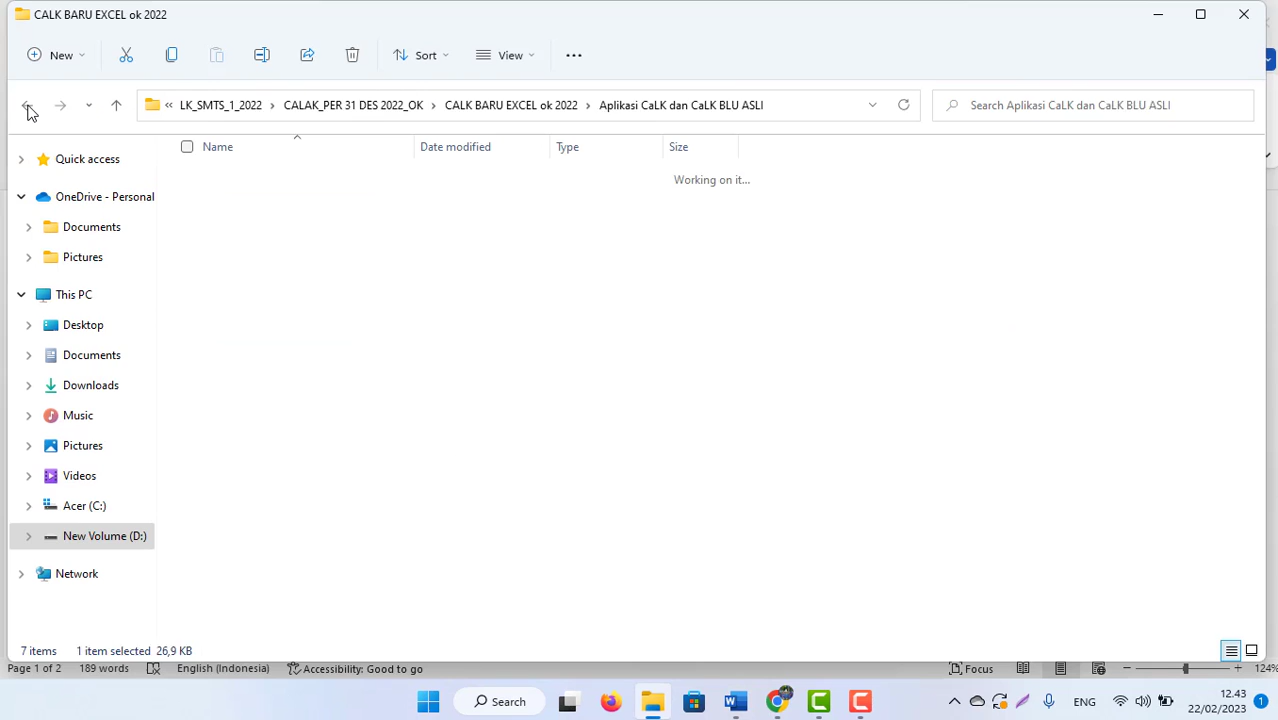 CALK BARU EXCEL ok 2022
New
Sort
View
« LK_SMTS_1_2022 > CALAK_PER 31 DES 2022_OK > CALK BARU EXCEL ok 2022 > Aplikasi CaLK dan CaLK BLU ASLI
Search Aplikasi CaLK dan CaLK BLU ASLI
Name
Date modified
Type
Size
Working on it...
Quick access
OneDrive - Personal
Documents
Pictures
This PC
Desktop
Documents
Downloads
Music
Pictures
Videos
Acer (C:)
New Volume (D:)
Network
7 items 1 item selected 26,9 KB
Page 1 of 2 189 words English (Indonesia) Accessibility: Good to go Focus 124%
Search
ENG
12.43
22/02/2023
1